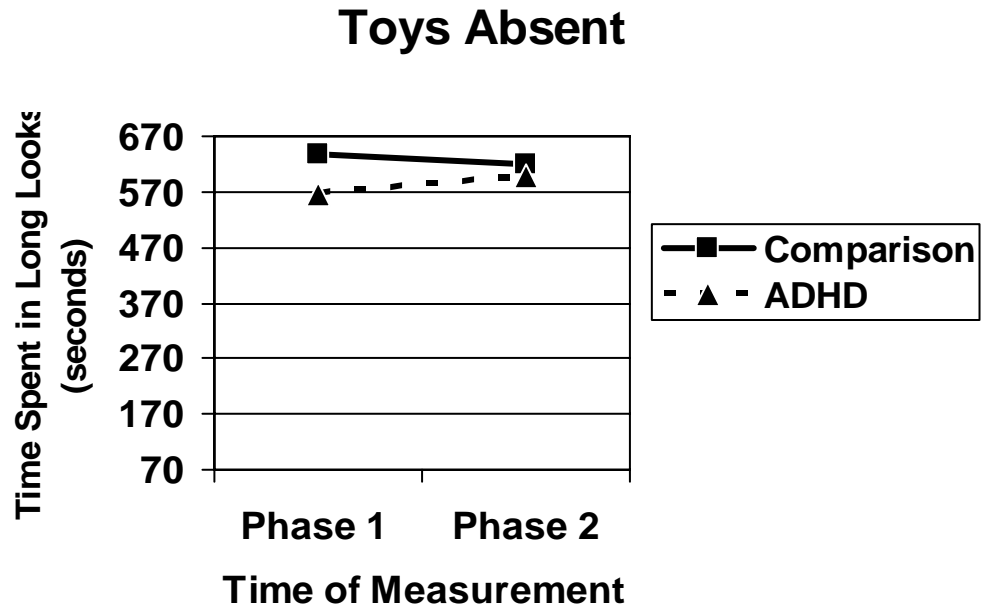 Toys Absent
Time Spent in Long Looks
(seconds)
670
570
470
370
270
170
70
Phase 1 Phase 2
Time of Measurement
Comparison
ADHD